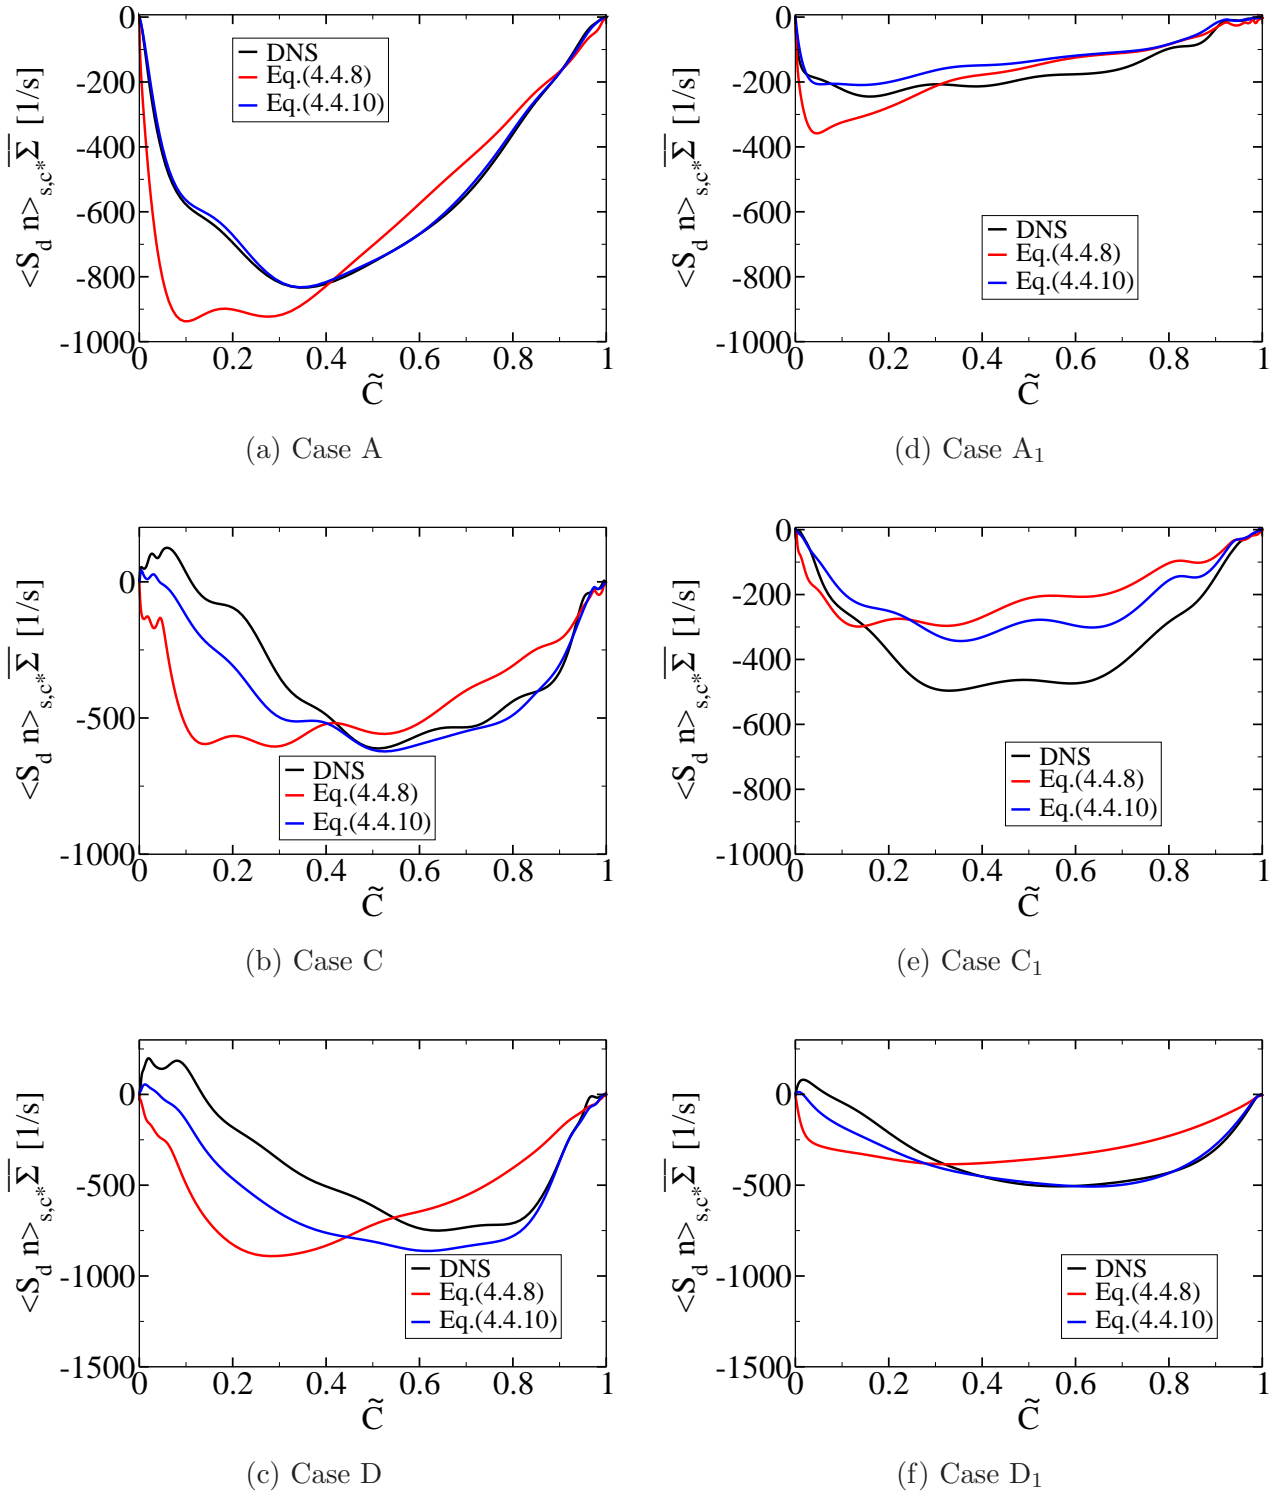 <S_d n>_s,c* Σ̅ [1/s]
0
-200
-400
-600
-800
-1000
DNS
Eq.(4.4.8)
Eq.(4.4.10)
0 0.2 0.4 0.6 0.8 1
C̃
(a) Case A
<S_d n>_s,c* Σ̅ [1/s]
0
-200
-400
-600
-800
-1000
DNS
Eq.(4.4.8)
Eq.(4.4.10)
0 0.2 0.4 0.6 0.8 1
C̃
(d) Case A₁
<S_d n>_s,c* Σ̅ [1/s]
0
-500
-1000
DNS
Eq.(4.4.8)
Eq.(4.4.10)
0 0.2 0.4 0.6 0.8 1
C̃
(b) Case C
<S_d n>_s,c* Σ̅ [1/s]
0
-200
-400
-600
-800
-1000
DNS
Eq.(4.4.8)
Eq.(4.4.10)
0 0.2 0.4 0.6 0.8 1
C̃
(e) Case C₁
<S_d n>_s,c* Σ̅ [1/s]
0
-500
-1000
-1500
DNS
Eq.(4.4.8)
Eq.(4.4.10)
0 0.2 0.4 0.6 0.8 1
C̃
(c) Case D
<S_d n>_s,c* Σ̅ [1/s]
0
-500
-1000
-1500
DNS
Eq.(4.4.8)
Eq.(4.4.10)
0 0.2 0.4 0.6 0.8 1
C̃
(f) Case D₁